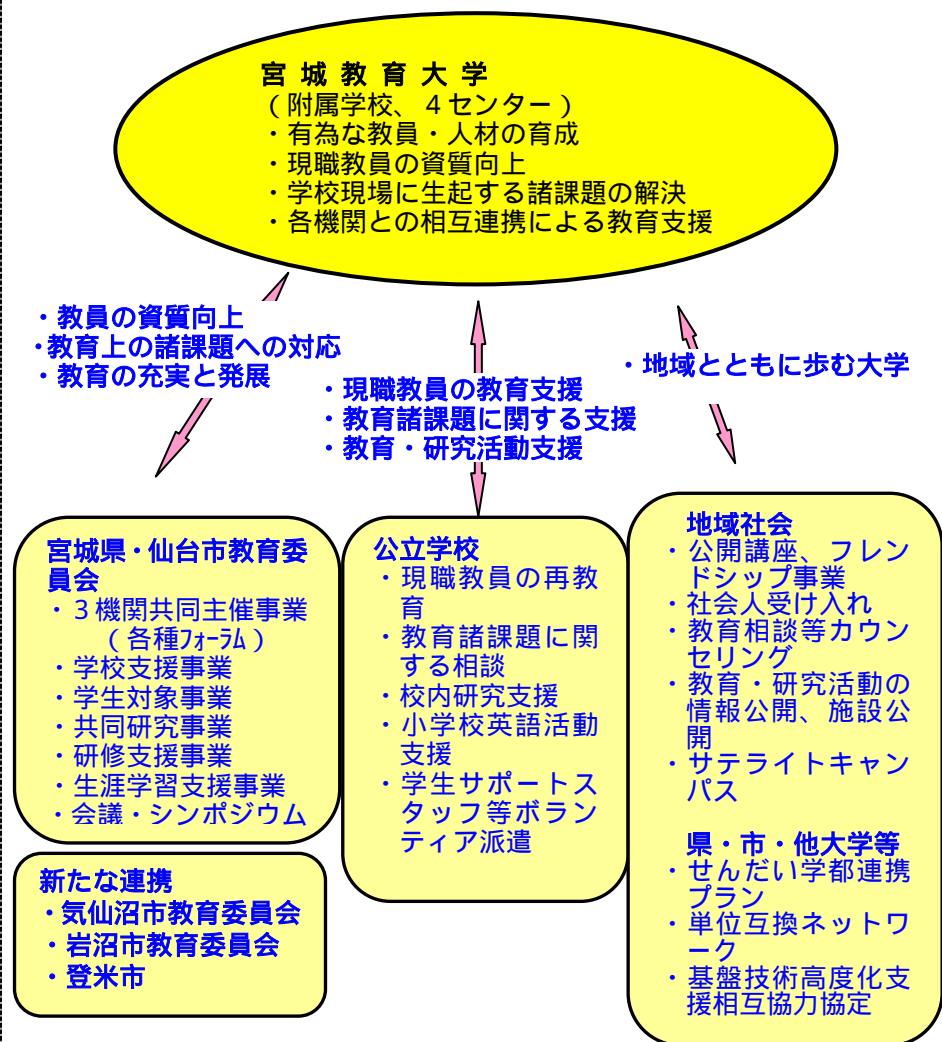 宮城教育大学
（附属学校、４センター）
・有為な教員・人材の育成
・現職教員の資質向上
・学校現場に生起する諸課題の解決
・各機関との相互連携による教育支援
・教員の資質向上
・教育上の諸課題への対応
・教育の充実と発展
・現職教員の教育支援
・教育諸課題に関する支援
・教育・研究活動支援
・地域とともに歩む大学
宮城県・仙台市教育委
員会
・３機関共同主催事業
（各種ﾌｫｰﾗﾑ）
・学校支援事業
・学生対象事業
・共同研究事業
・研修支援事業
・生涯学習支援事業
・会議・シンポジウム
新たな連携
・気仙沼市教育委員会
・岩沼市教育委員会
・登米市
公立学校
・現職教員の再教
育
・教育諸課題に関
する相談
・校内研究支援
・小学校英語活動
支援
・学生サポートス
タッフ等ボラン
ティア派遣
地域社会
・公開講座、フレン
ドシップ事業
・社会人受け入れ
・教育相談等カウン
セリング
・教育・研究活動の
情報公開、施設公
開
・サテライトキャン
パス
県・市・他大学等
・せんだい学都連携
プラン
・単位互換ネットワ
ーク
・基盤技術高度化支
援相互協力協定